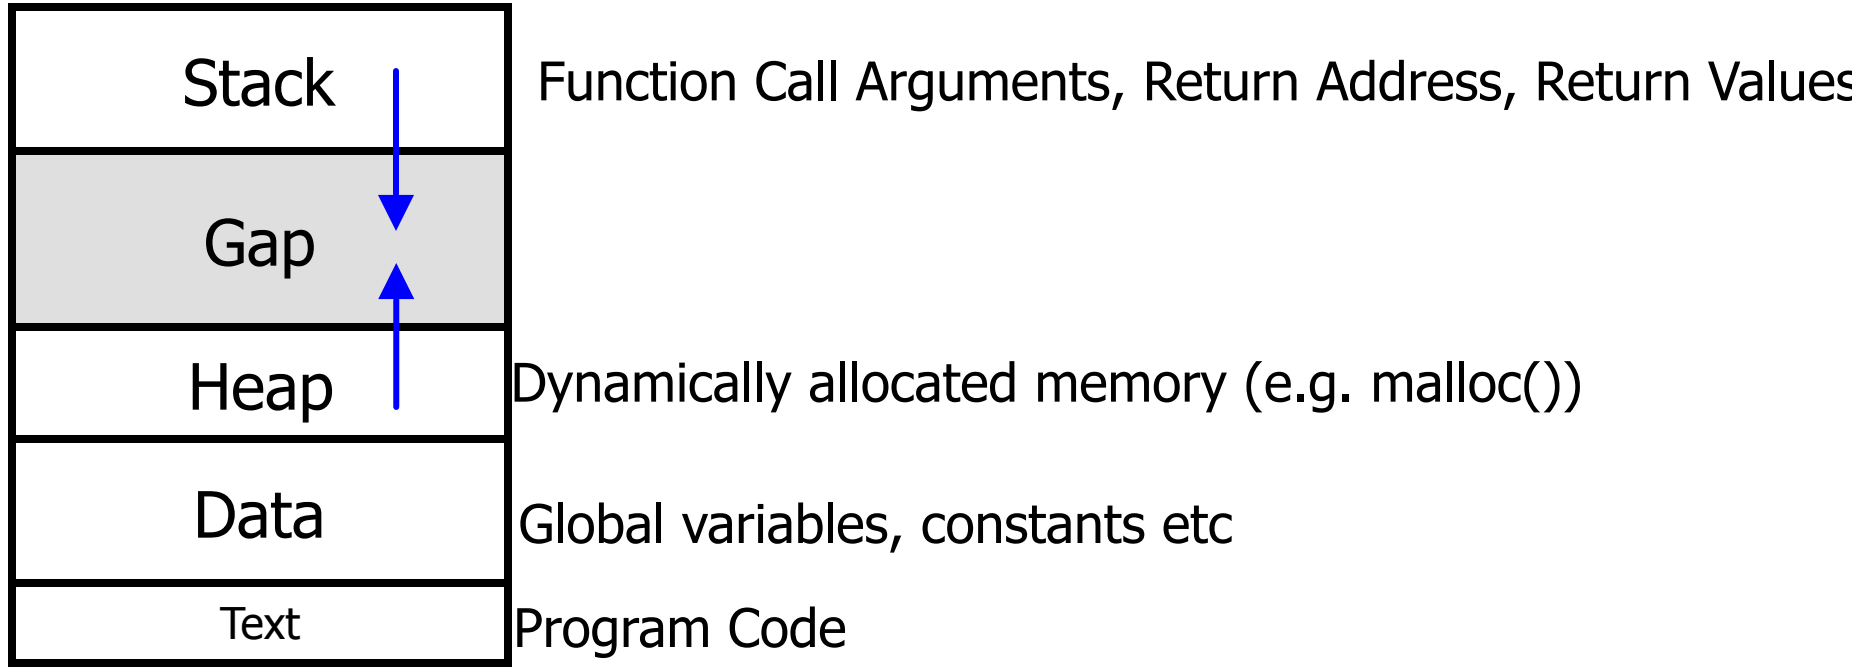 Stack
Function Call Arguments, Return Address, Return Values
Gap
Heap
Dynamically allocated memory (e.g. malloc())
Data
Global variables, constants etc
Text
Program Code